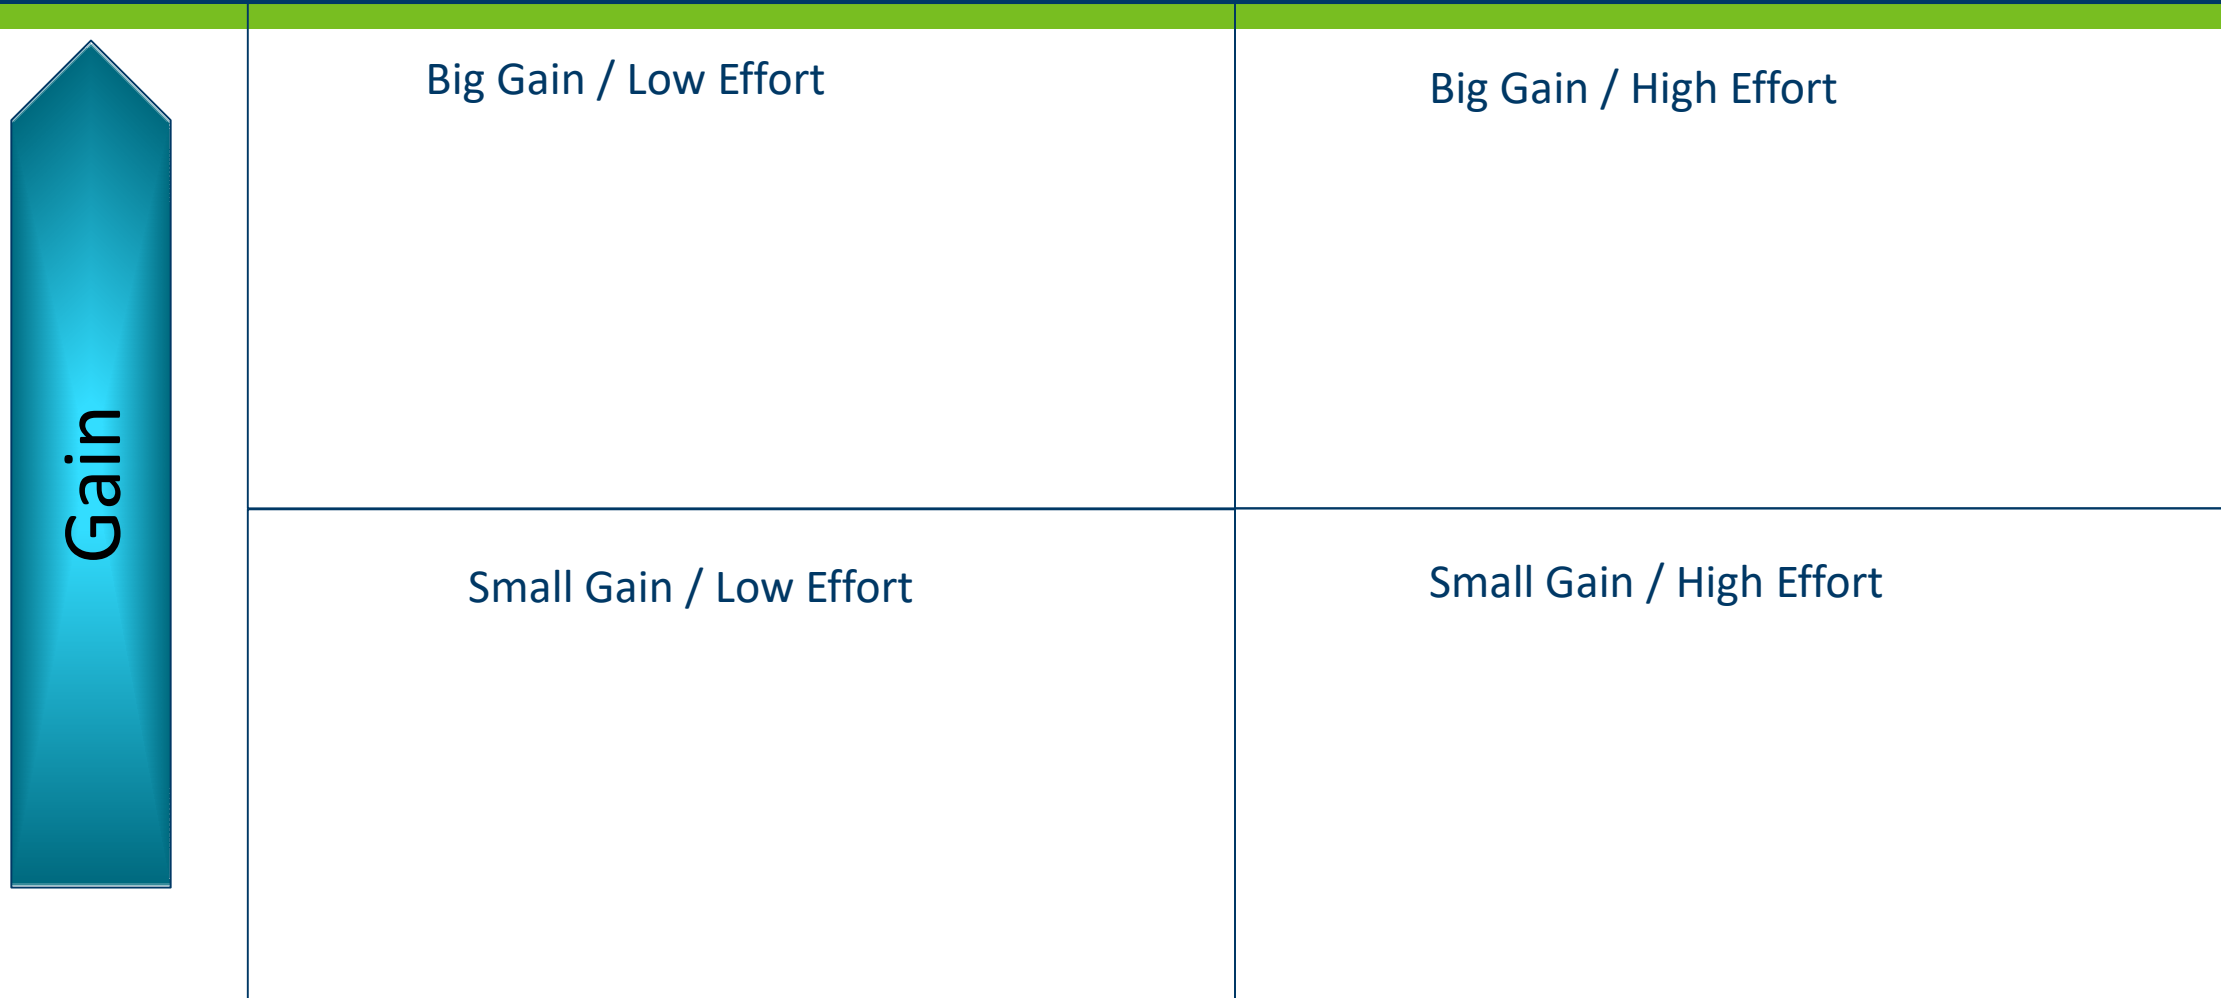 Big Gain / Low Effort
Big Gain / High Effort
Gain
Small Gain / Low Effort
Small Gain / High Effort